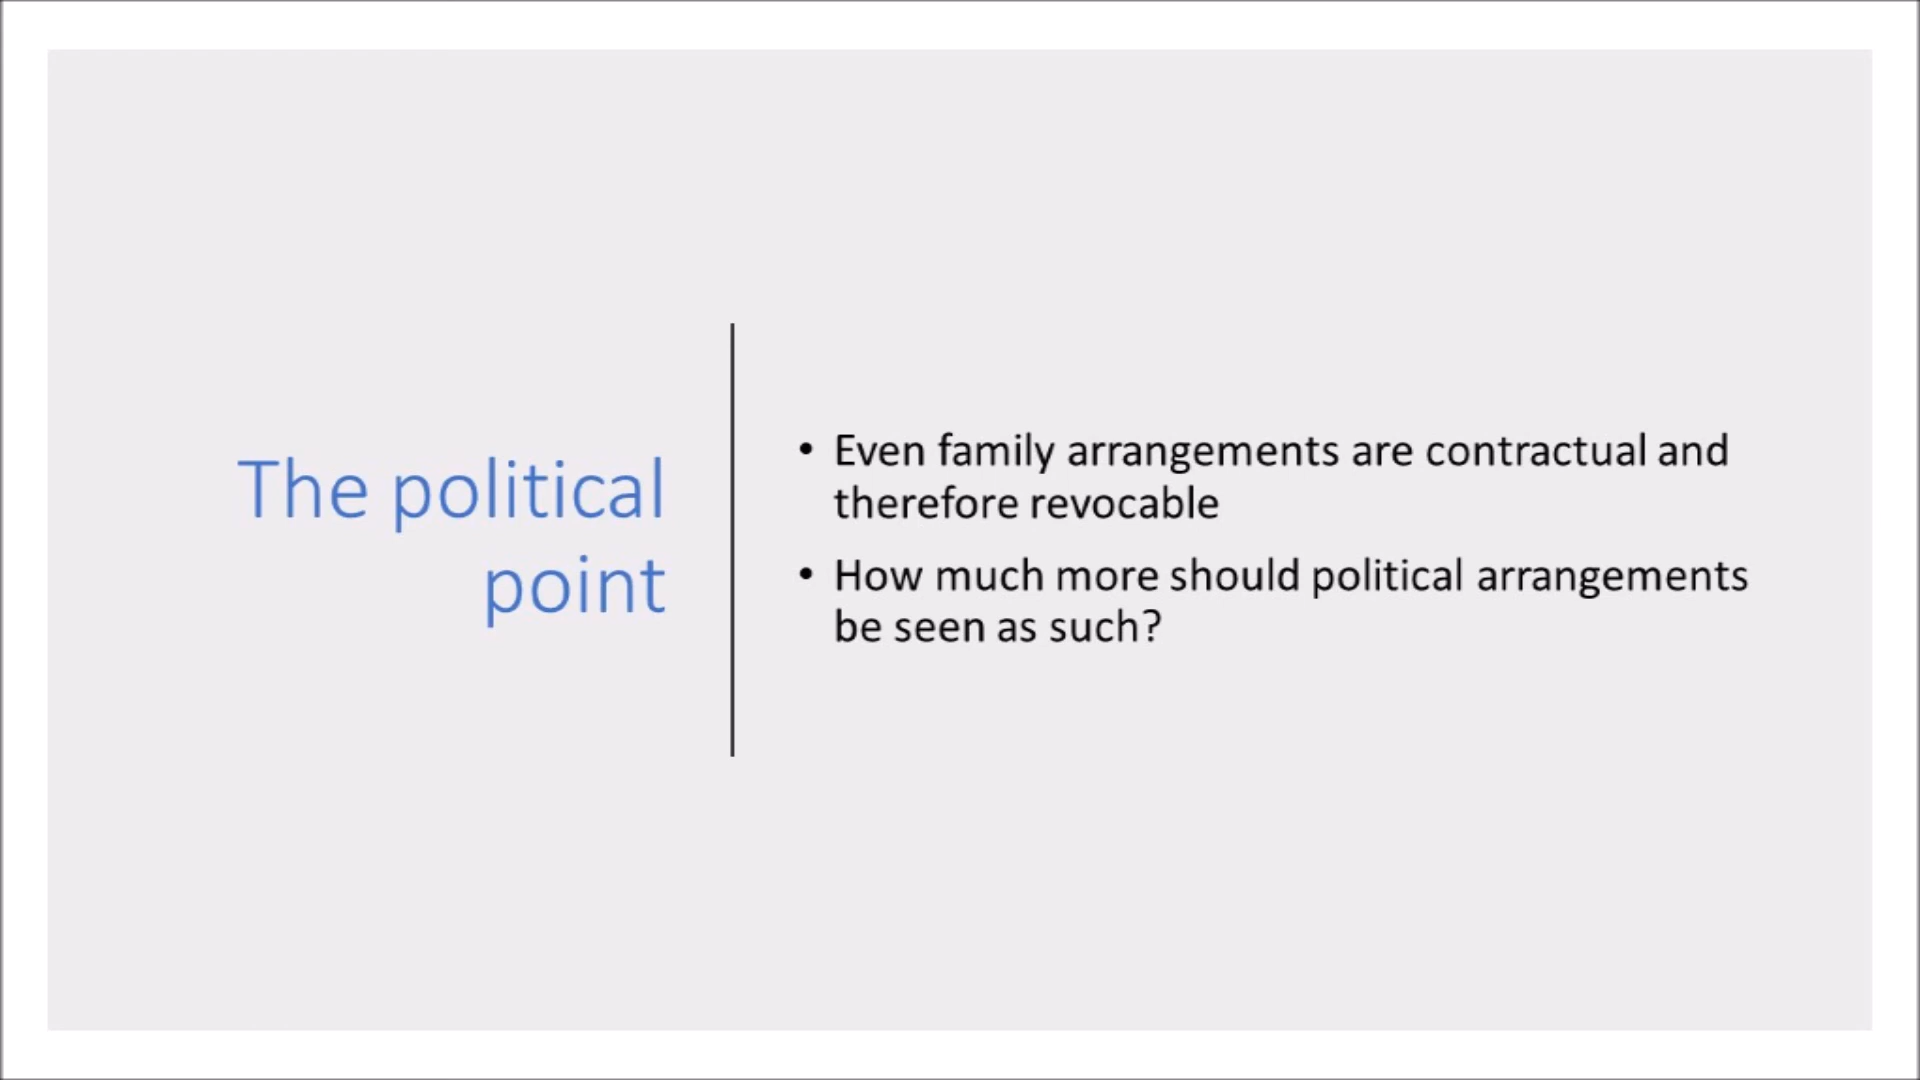 The political
point
• Even family arrangements are contractual and
therefore revocable
• How much more should political arrangements
be seen as such?